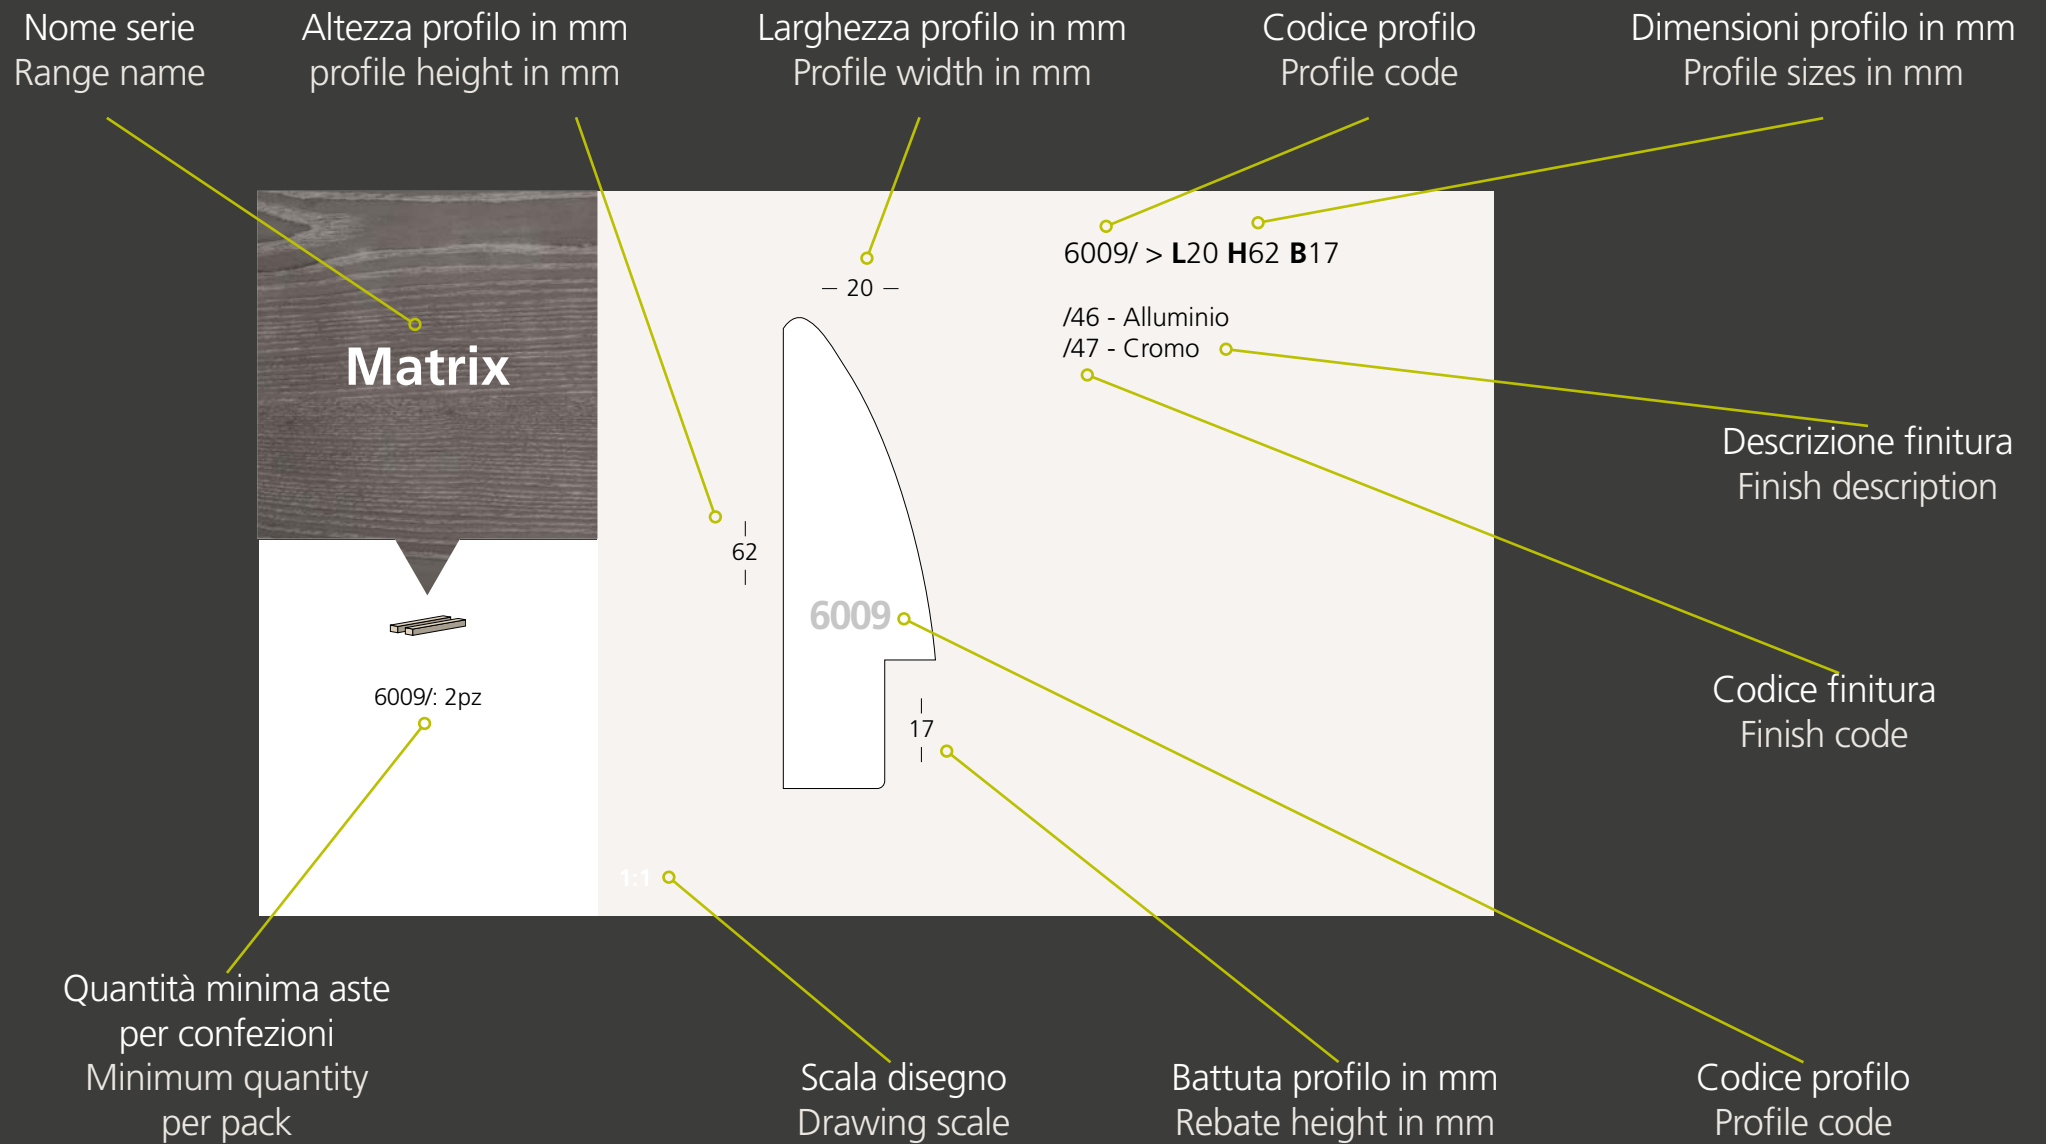 Nome serie
Range name
Altezza profilo in mm
profile height in mm
Larghezza profilo in mm
Profile width in mm
Codice profilo
Profile code
Dimensioni profilo in mm
Profile sizes in mm
Matrix
6009/: 2pz
— 20 —
62
6009
17
1:1
6009/ > L20 H62 B17
/46 - Alluminio
/47 - Cromo
Descrizione finitura
Finish description
Codice finitura
Finish code
Quantità minima aste
per confezioni
Minimum quantity
per pack
Scala disegno
Drawing scale
Battuta profilo in mm
Rebate height in mm
Codice profilo
Profile code